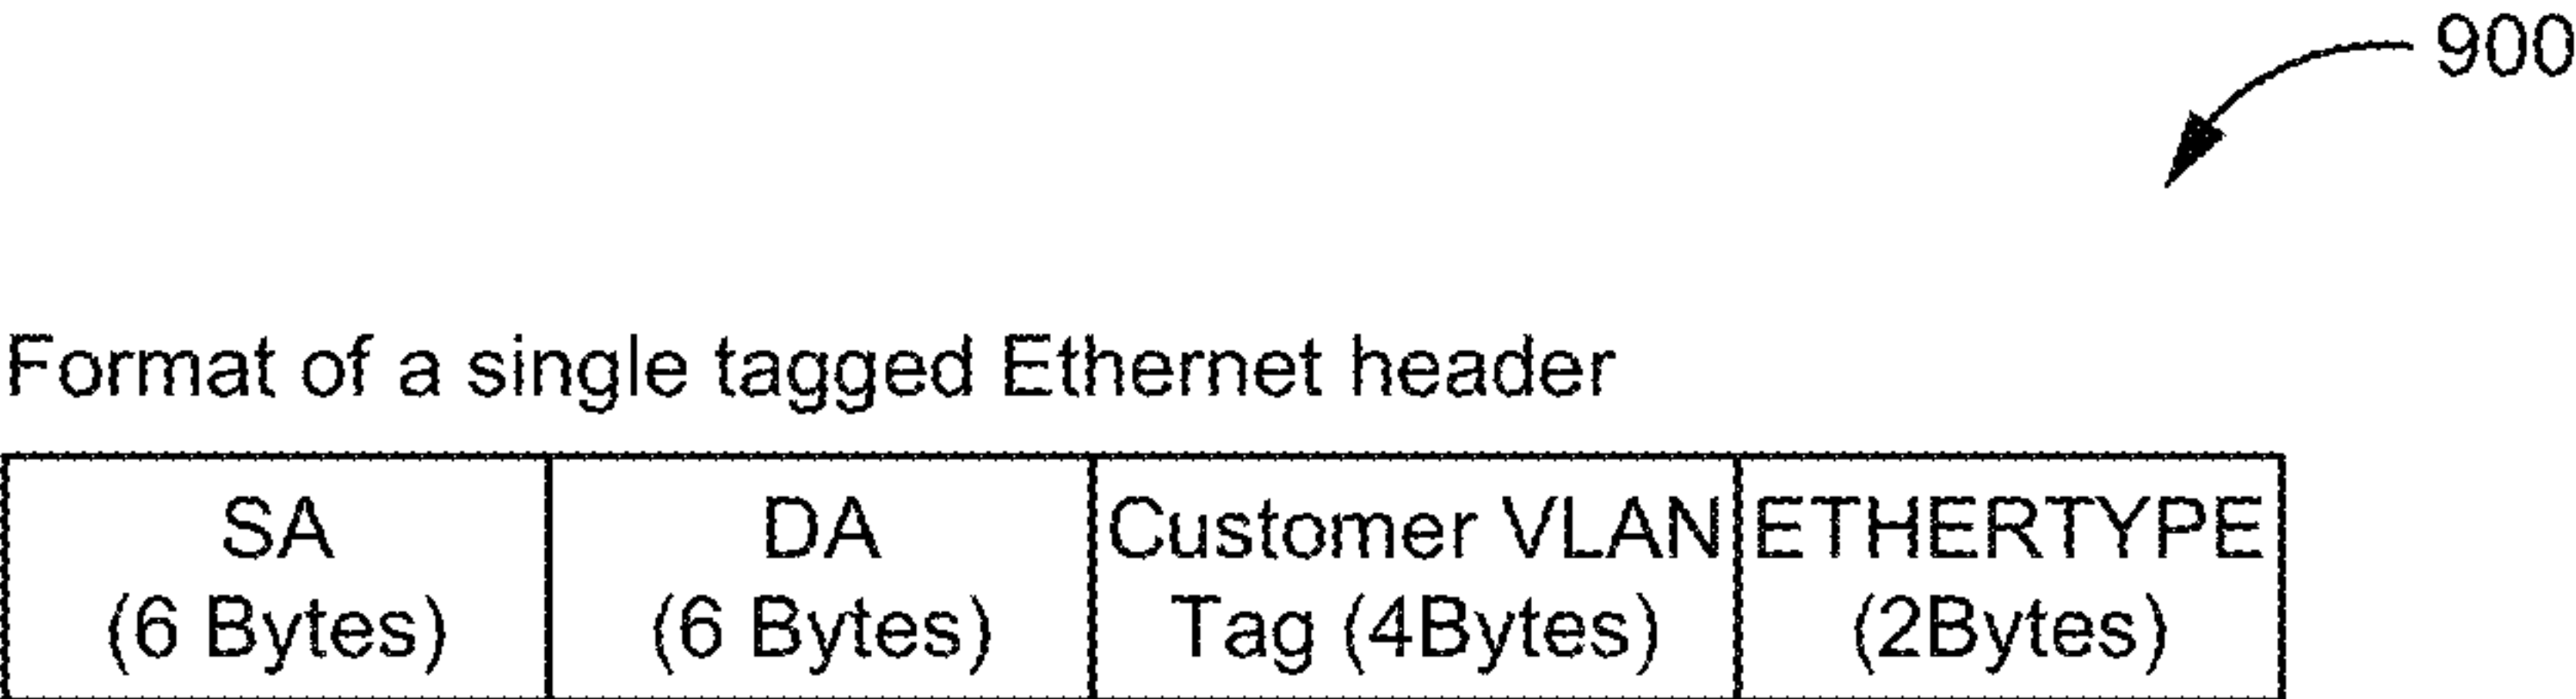 900
Format of a single tagged Ethernet header
SA DA Customer VLAN ETHERTYPE
(6 Bytes) (6 Bytes) Tag (4Bytes) (2Bytes)